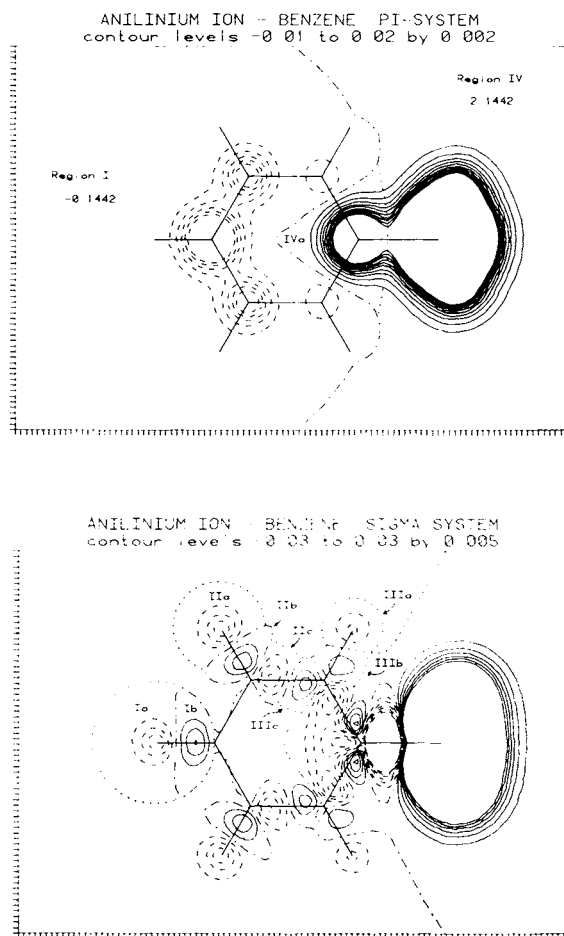 ANILINIUM ION - BENZENE PI-SYSTEM
contour levels -0 01 to 0 02 by 0 002
Region IV
2 1442
Region I
-0 1442
IVa
ANILINIUM ION - BENZENE SIGMA SYSTEM
contour levels -0 03 to 0 03 by 0 005
IIa
IIb
IIc
IIIa
IIIb
Ia
Ib
IIIc